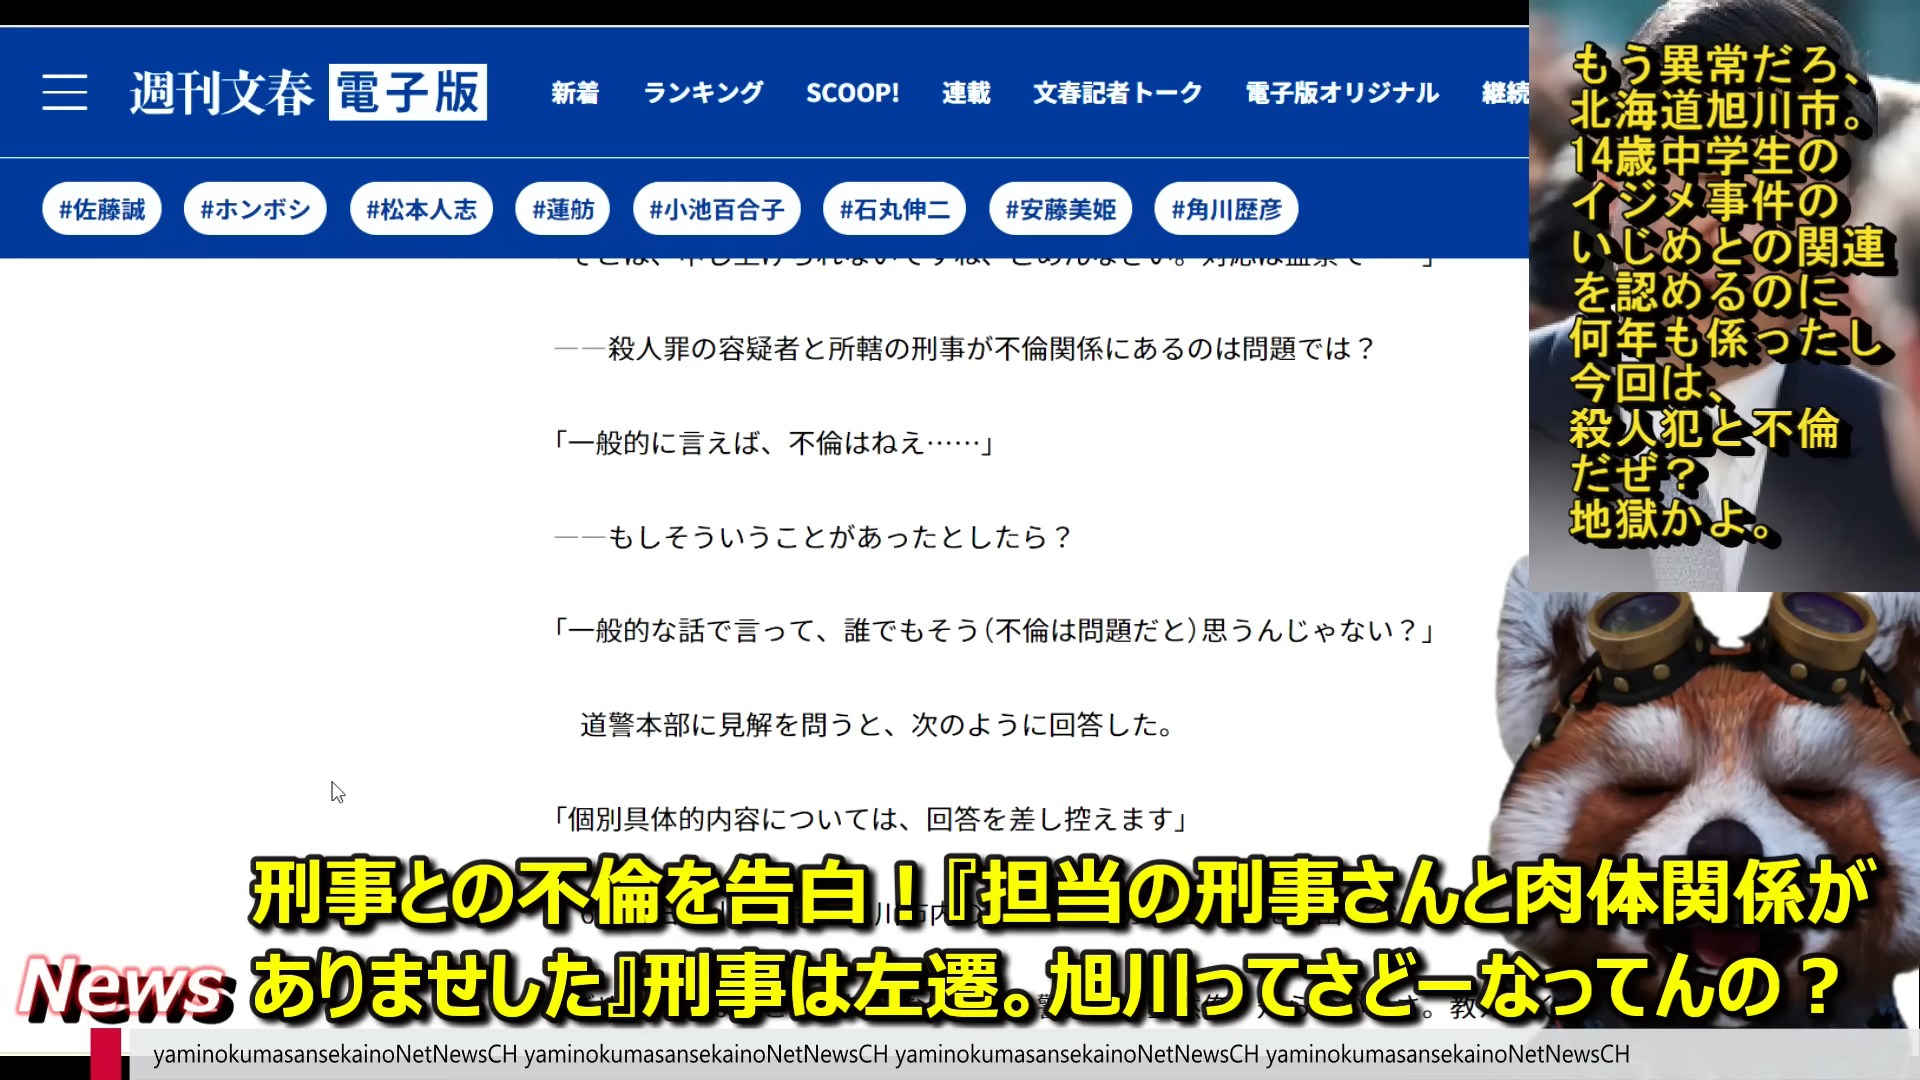 週刊文春 電子版
新着 ランキング SCOOP! 連載 文春記者トーク 電子版オリジナル 継続
#佐藤誠 #ホンボシ #松本人志 #蓮舫 #小池百合子 #石丸伸二 #安藤美姫 #角川歴彦
――殺人罪の容疑者と所轄の刑事が不倫関係にあるのは問題では？
「一般的に言えば、不倫はねえ……」
――もしそういうことがあったとしたら？
「一般的な話で言って、誰でもそう(不倫は問題だと)思うんじゃない？」
道警本部に見解を問うと、次のように回答した。
「個別具体的内容については、回答を差し控えます」
もう異常だろ、
北海道旭川市。
14歳中学生の
イジメ事件の
いじめとの関連
を認めるのに
何年も係ったし
今回は、
殺人犯と不倫
だぜ？
地獄かよ。
刑事との不倫を告白！『担当の刑事さんと肉体関係が
ありませした』刑事は左遷。旭川ってさどーなってんの？
News
yaminokumasansekainoNetNewsCH yaminokumasansekainoNetNewsCH yaminokumasansekainoNetNewsCH yaminokumasansekainoNetNewsCH